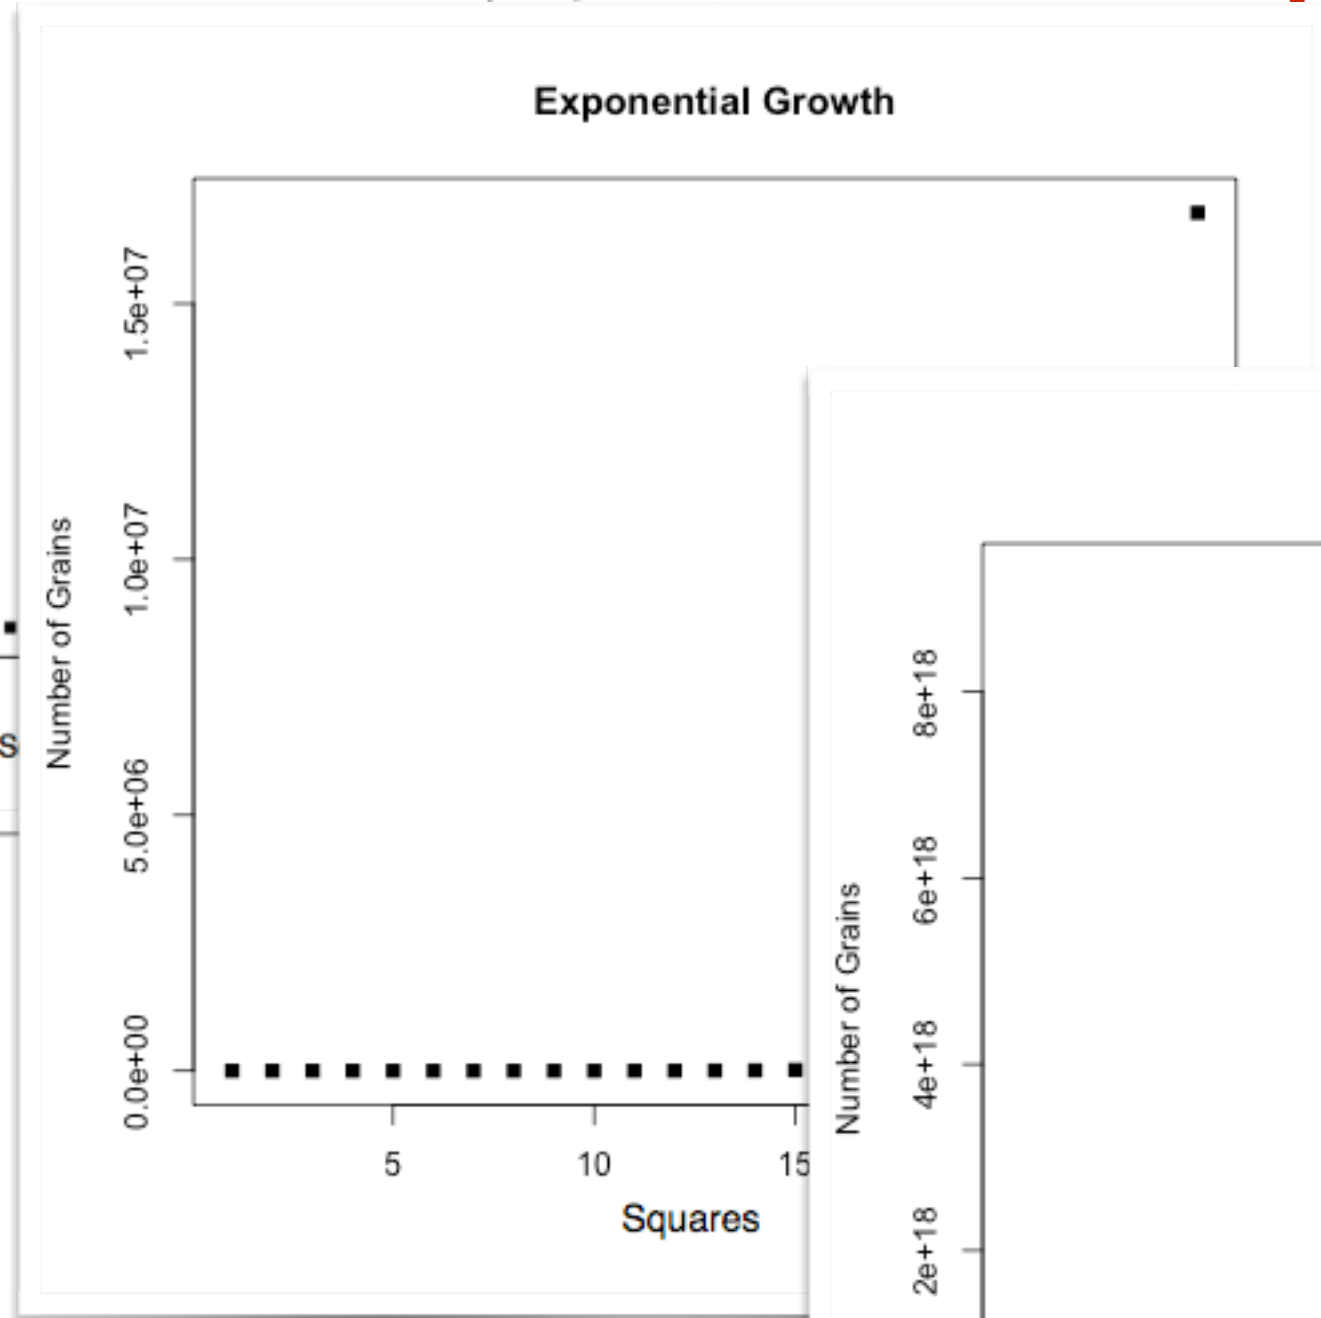 Exponential Growth
Number of Grains
1.5e+07
1.0e+07
5.0e+06
0.0e+00
5 10 15
Squares
s
Number of Grains
8e+18
6e+18
4e+18
2e+18